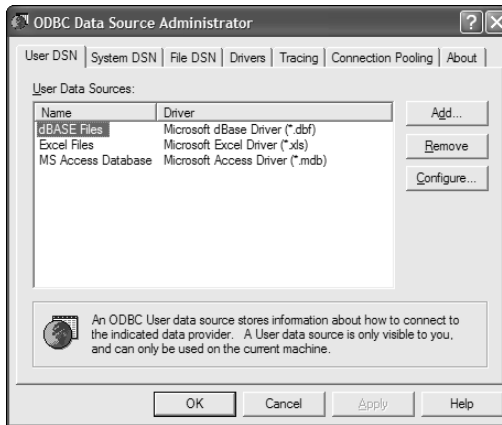 ODBC Data Source Administrator
User DSN System DSN File DSN Drivers Tracing Connection Pooling About
User Data Sources:
Name Driver
dBASE Files Microsoft dBase Driver (*.dbf)
Excel Files Microsoft Excel Driver (*.xls)
MS Access Database Microsoft Access Driver (*.mdb)
Add...
Remove
Configure...
An ODBC User data source stores information about how to connect to
the indicated data provider. A User data source is only visible to you,
and can only be used on the current machine.
OK Cancel Apply Help